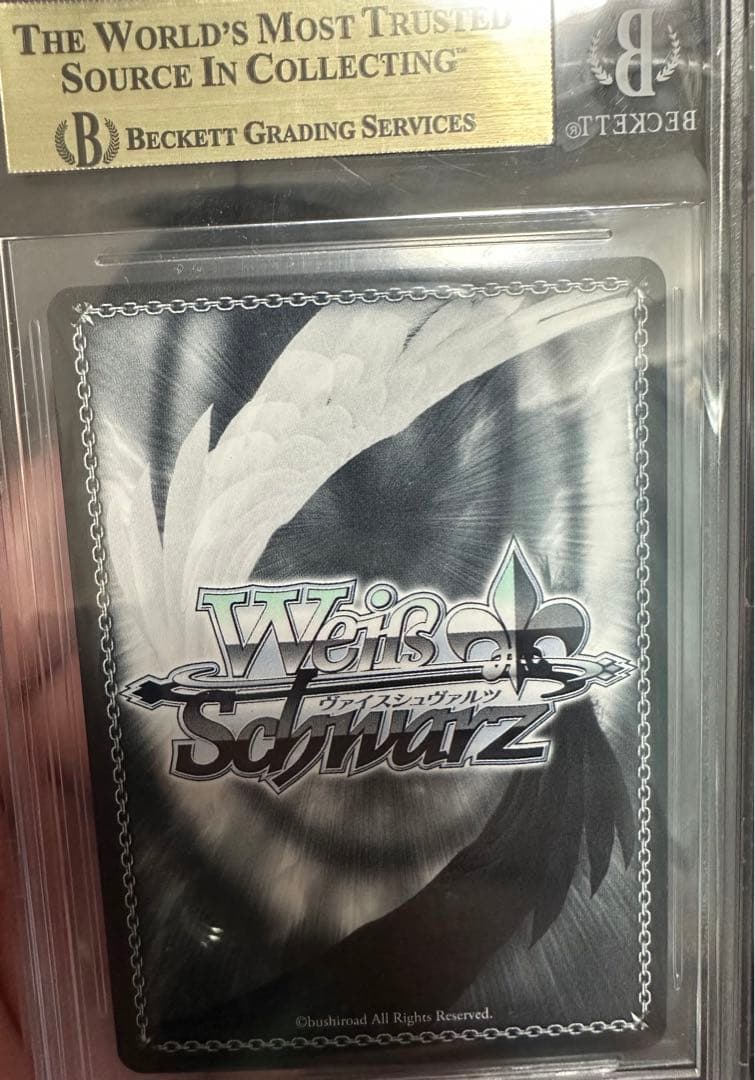 THE WORLD'S MOST TRUSTED
SOURCE IN COLLECTING™
B BECKETT GRADING SERVICES
B
BECKETT®
Weiß
ヴァイスシュヴァルツ
Schwarz
©bushiroad All Rights Reserved.